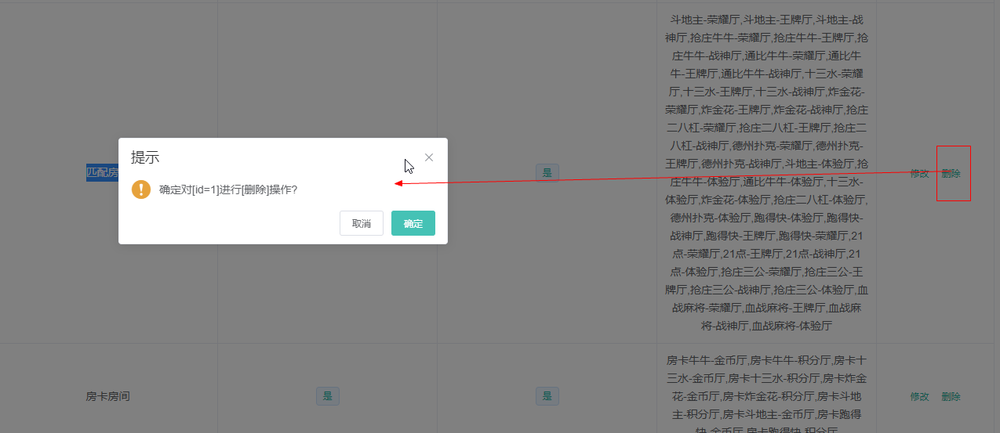 斗地主-荣耀厅,斗地主-王牌厅,斗地主-战
神厅,抢庄牛牛-荣耀厅,抢庄牛牛-王牌厅,抢
庄牛牛-战神厅,通比牛牛-荣耀厅,通比牛
牛-王牌厅,通比牛牛-战神厅,十三水-荣耀
厅,十三水-王牌厅,十三水-战神厅,炸金花-
荣耀厅,炸金花-王牌厅,炸金花-战神厅,抢庄
二八杠-荣耀厅,抢庄二八杠-王牌厅,抢庄二
八杠-战神厅,德州扑克-荣耀厅,德州扑克-
王牌厅,德州扑克-战神厅,斗地主-体验厅,抢
庄牛牛-体验厅,通比牛牛-体验厅,十三水-
体验厅,炸金花-体验厅,抢庄二八杠-体验厅,
德州扑克-体验厅,跑得快-体验厅,跑得快-
战神厅,跑得快-王牌厅,跑得快-荣耀厅,21
点-荣耀厅,21点-王牌厅,21点-战神厅,21
点-体验厅,抢庄三公-荣耀厅,抢庄三公-王
牌厅,抢庄三公-战神厅,抢庄三公-体验厅,血
战麻将-荣耀厅,血战麻将-王牌厅,血战麻
将-战神厅,血战麻将-体验厅
提示
匹配房
是
修改 删除
确定对[id=1]进行[删除]操作?
取消 确定
房卡牛牛-金币厅,房卡牛牛-积分厅,房卡十
三水-金币厅,房卡十三水-积分厅,房卡炸金
花-金币厅,房卡炸金花-积分厅,房卡斗地
主-积分厅,房卡斗地主-金币厅,房卡跑得
快-金币厅,房卡跑得快-积分厅
房卡房间
是
是
修改 删除